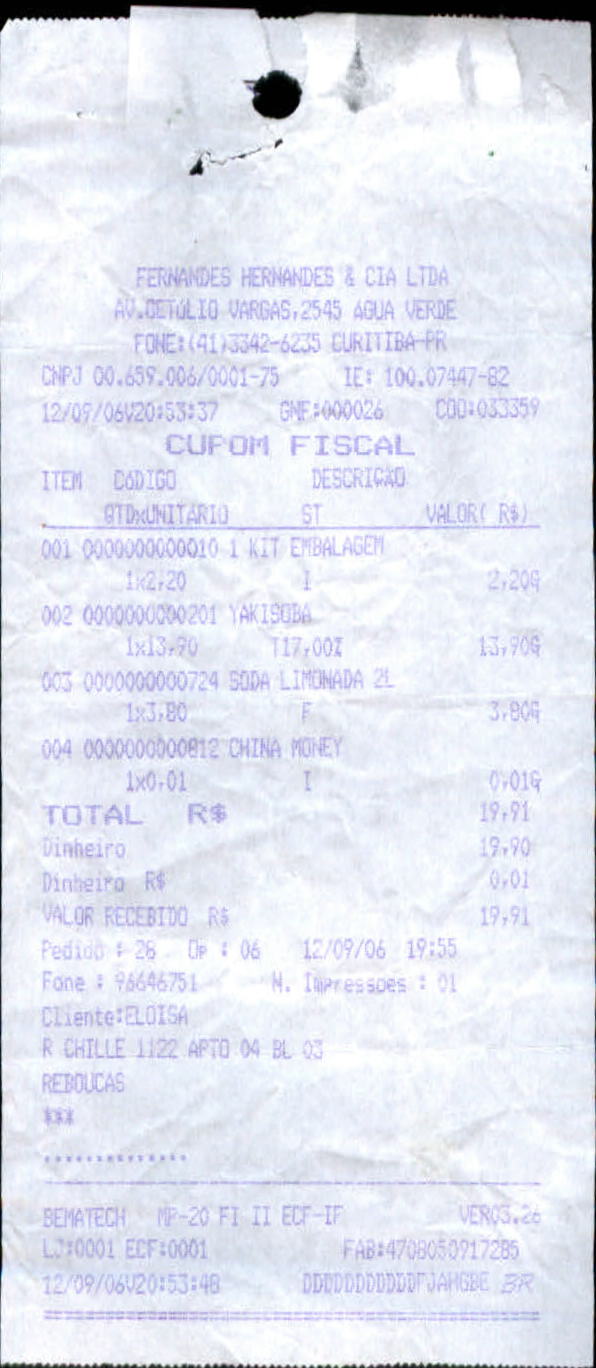 FERNANDES HERNANDES & CIA LTDA
AV.GETÚLIO VARGAS,2545 AGUA VERDE
FONE:(41)3342-6235 CURITIBA-PR
CNPJ 00.659.006/0001-75 IE: 100.07447-82
12/09/06V20:53:37 GNF:000026 COO:033359
CUPOM FISCAL
ITEM CÓDIGO DESCRIÇÃO
QTDxUNITÁRIO ST VALOR( R$)
001 0000000000010 1 KIT EMBALAGEM
1x2,20 I 2,20G
002 0000000000201 YAKISOBA
1x13,90 T17,00% 13,90G
003 0000000000724 SODA LIMONADA 2L
1x3,80 F 3,80G
004 0000000000812 CHINA MONEY
1x0,01 I 0,01G
TOTAL R$ 19,91
Dinheiro 19,90
Dinheiro R$ 0,01
VALOR RECEBIDO R$ 19,91
Pedido : 28 Op : 06 12/09/06 19:55
Fone : 96646751 N. Impressoes : 01
Cliente:ELOISA
R CHILLE 1122 APTO 04 BL 03
REBOUCAS
***
**************
BEMATECH MP-20 FI II ECF-IF VER03.26
LJ:0001 ECF:0001 FAB:4708050917285
12/09/06V20:53:48 DDDDDDDDDDDFJAHGBE BR